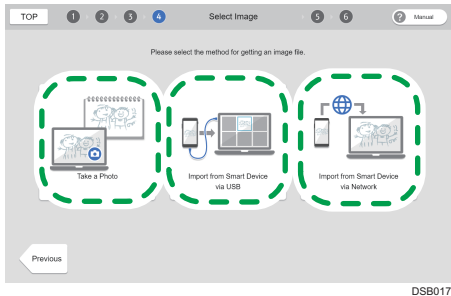 TOP 1 2 3 4 Select Image 5 6 ? Manual
Please select the method for getting an image file.
Take a Photo
Import from Smart Device
via USB
Import from Smart Device
via Network
Previous
DSB017